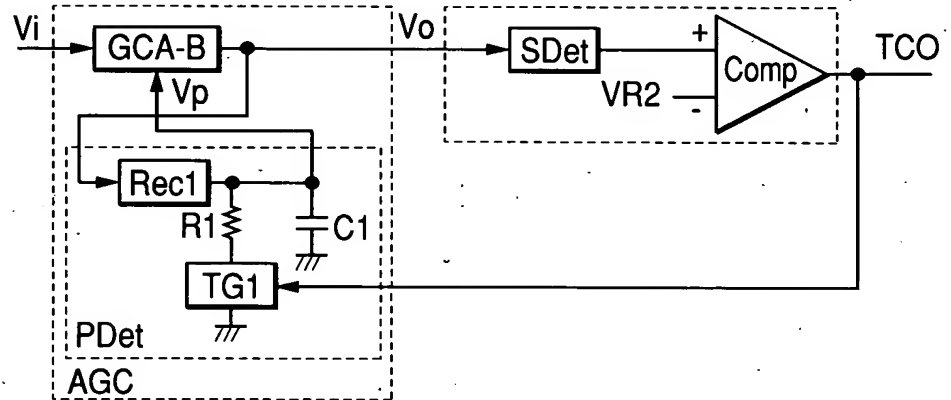 Vi
GCA-B
Vo
SDet
+
Comp
TCO
Vp
VR2
-
Rec1
R1
C1
TG1
PDet
AGC